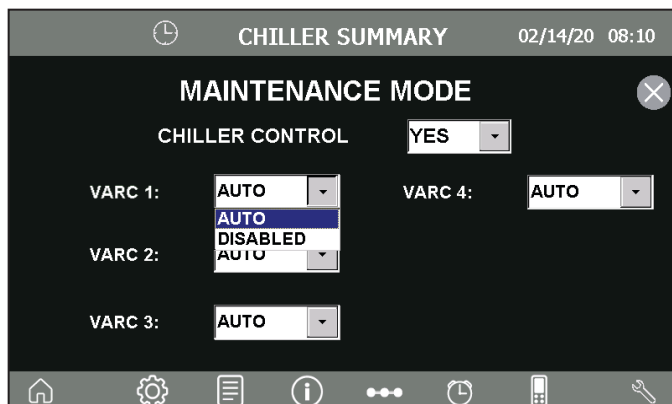 CHILLER SUMMARY 02/14/20 08:10
MAINTENANCE MODE
CHILLER CONTROL YES
VARC 1: AUTO VARC 4: AUTO
AUTO
DISABLED
VARC 2: AUTO
VARC 3: AUTO